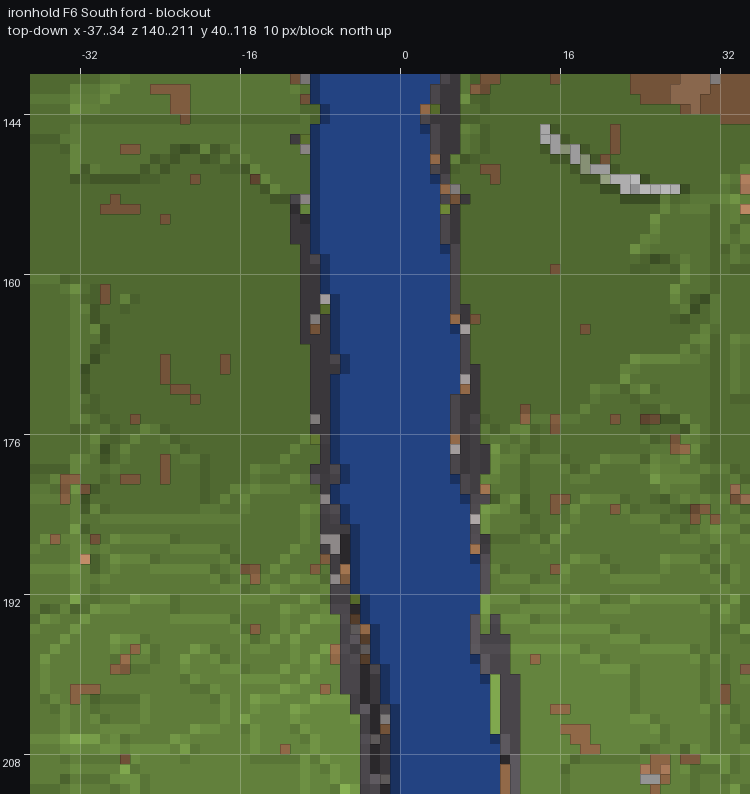 ironhold F6 South ford - blockout
top-down x -37..34 z 140..211 y 40..118 10 px/block north up
-32 -16 0 16 32
144
160
176
192
208